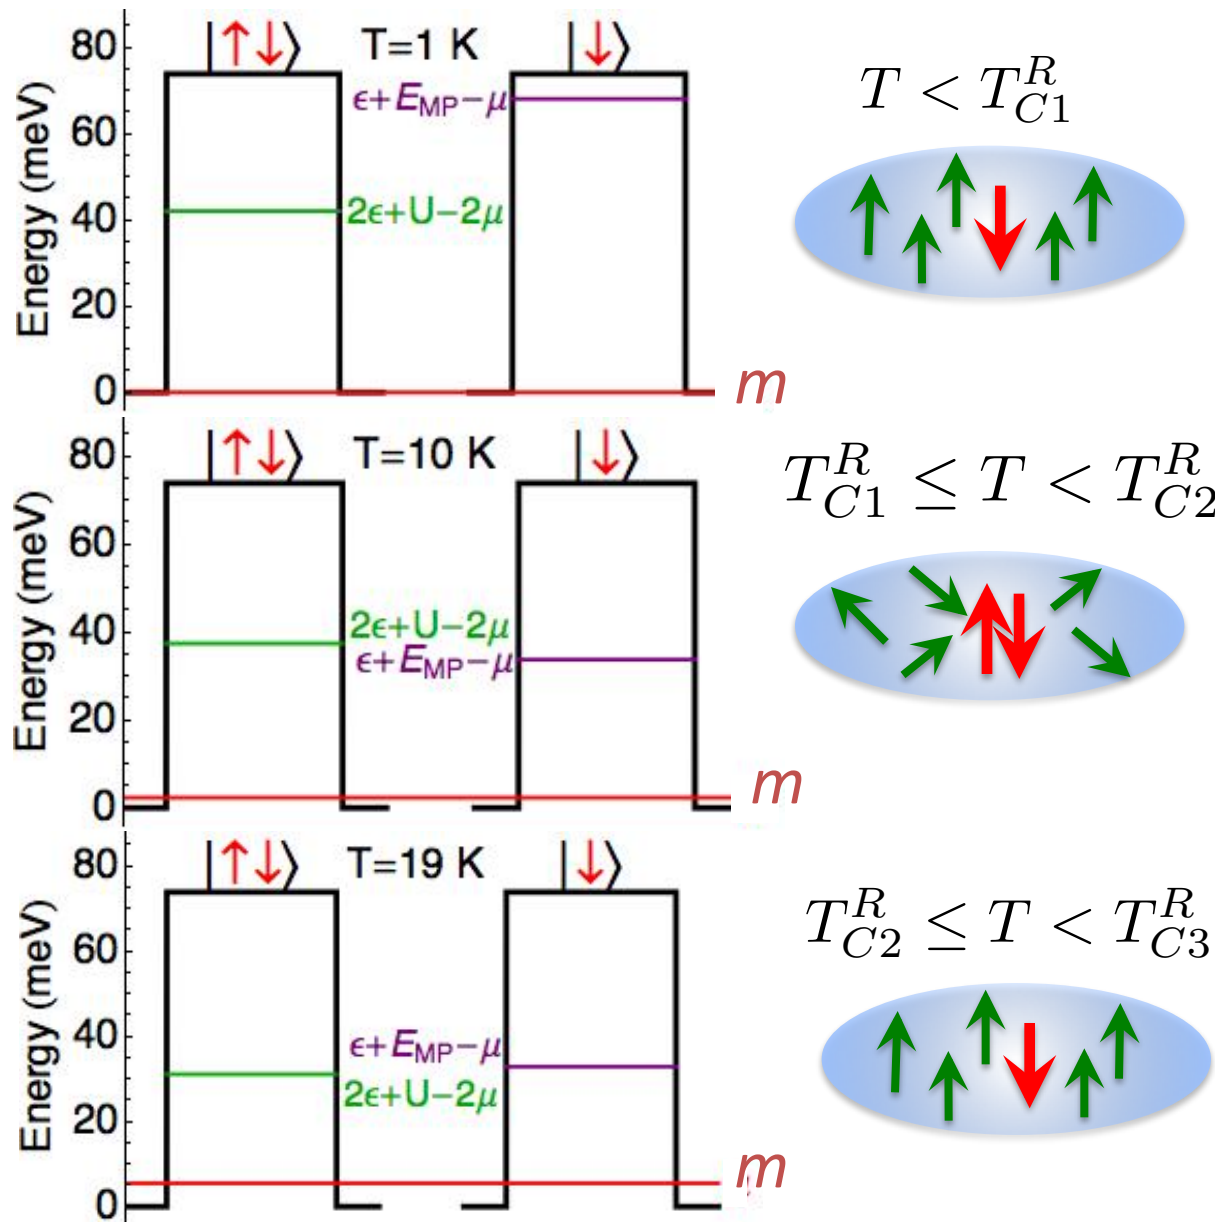 |↑↓⟩ T=1 K |↓⟩
80
60
40
20
0
Energy (meV)
ϵ+E_MP−μ
2ϵ+U−2μ
m
T < T^R_C1
|↑↓⟩ T=10 K |↓⟩
80
60
40
20
0
Energy (meV)
2ϵ+U−2μ
ϵ+E_MP−μ
m
T^R_C1 ≤ T < T^R_C2
|↑↓⟩ T=19 K |↓⟩
80
60
40
20
0
Energy (meV)
ϵ+E_MP−μ
2ϵ+U−2μ
m
T^R_C2 ≤ T < T^R_C3